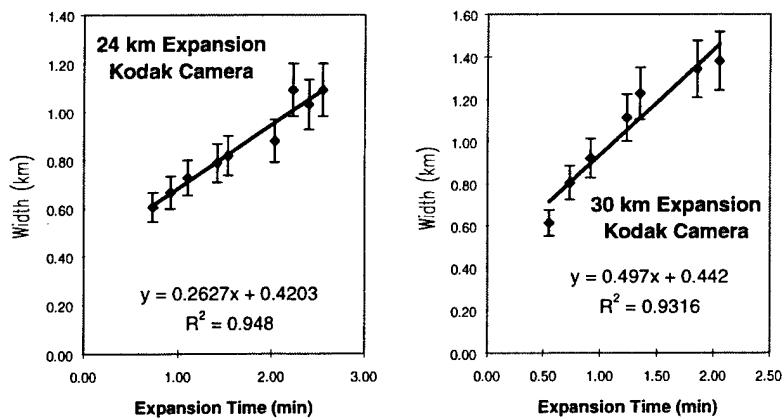 1.40
1.20
1.00
0.80
0.60
0.40
0.20
0.00
Width (km)
24 km Expansion
Kodak Camera
y = 0.2627x + 0.4203
R² = 0.948
0.00 1.00 2.00 3.00
Expansion Time (min)
1.60
1.40
1.20
1.00
0.80
0.60
0.40
0.20
0.00
Width (km)
30 km Expansion
Kodak Camera
y = 0.497x + 0.442
R² = 0.9316
0.00 0.50 1.00 1.50 2.00 2.50
Expansion Time (min)